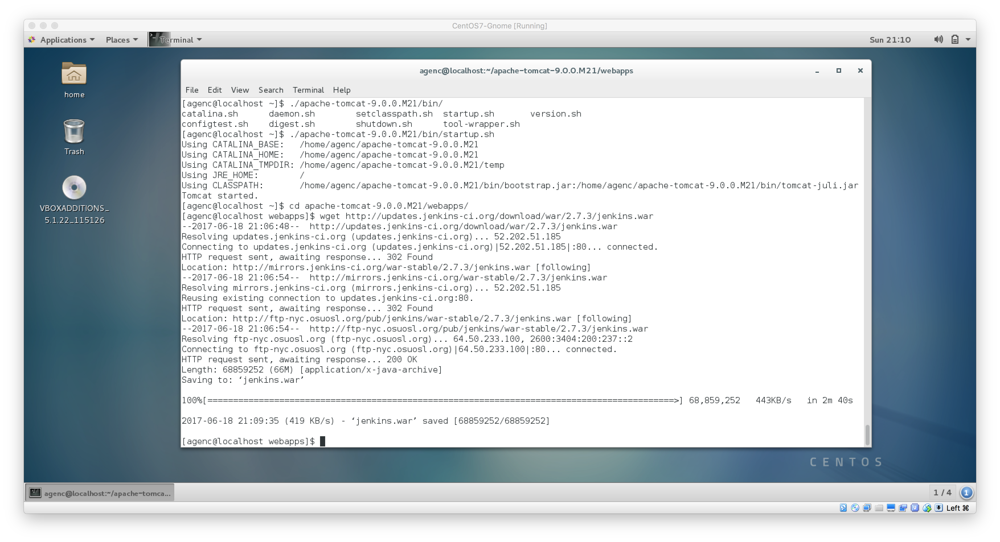 CentOS7-Gnome [Running]
Applications Places Terminal Sun 21:10
home
Trash
VBOXADDITIONS_
5.1.22_115126
agenc@localhost:~/apache-tomcat-9.0.0.M21/webapps
File Edit View Search Terminal Help
[agenc@localhost ~]$ ./apache-tomcat-9.0.0.M21/bin/
catalina.sh daemon.sh setclasspath.sh startup.sh version.sh
configtest.sh digest.sh shutdown.sh tool-wrapper.sh
[agenc@localhost ~]$ ./apache-tomcat-9.0.0.M21/bin/startup.sh
Using CATALINA_BASE: /home/agenc/apache-tomcat-9.0.0.M21
Using CATALINA_HOME: /home/agenc/apache-tomcat-9.0.0.M21
Using CATALINA_TMPDIR: /home/agenc/apache-tomcat-9.0.0.M21/temp
Using JRE_HOME: /
Using CLASSPATH: /home/agenc/apache-tomcat-9.0.0.M21/bin/bootstrap.jar:/home/agenc/apache-tomcat-9.0.0.M21/bin/tomcat-juli.jar
Tomcat started.
[agenc@localhost ~]$ cd apache-tomcat-9.0.0.M21/webapps/
[agenc@localhost webapps]$ wget http://updates.jenkins-ci.org/download/war/2.7.3/jenkins.war
--2017-06-18 21:06:48-- http://updates.jenkins-ci.org/download/war/2.7.3/jenkins.war
Resolving updates.jenkins-ci.org (updates.jenkins-ci.org)... 52.202.51.185
Connecting to updates.jenkins-ci.org (updates.jenkins-ci.org)|52.202.51.185|:80... connected.
HTTP request sent, awaiting response... 302 Found
Location: http://mirrors.jenkins-ci.org/war-stable/2.7.3/jenkins.war [following]
--2017-06-18 21:06:54-- http://mirrors.jenkins-ci.org/war-stable/2.7.3/jenkins.war
Resolving mirrors.jenkins-ci.org (mirrors.jenkins-ci.org)... 52.202.51.185
Reusing existing connection to updates.jenkins-ci.org:80.
HTTP request sent, awaiting response... 302 Found
Location: http://ftp-nyc.osuosl.org/pub/jenkins/war-stable/2.7.3/jenkins.war [following]
--2017-06-18 21:06:54-- http://ftp-nyc.osuosl.org/pub/jenkins/war-stable/2.7.3/jenkins.war
Resolving ftp-nyc.osuosl.org (ftp-nyc.osuosl.org)... 64.50.233.100, 2600:3404:200:237::2
Connecting to ftp-nyc.osuosl.org (ftp-nyc.osuosl.org)|64.50.233.100|:80... connected.
HTTP request sent, awaiting response... 200 OK
Length: 68859252 (66M) [application/x-java-archive]
Saving to: ‘jenkins.war’
100%[===========================================================================================>] 68,859,252 443KB/s in 2m 40s
2017-06-18 21:09:35 (419 KB/s) - ‘jenkins.war’ saved [68859252/68859252]
[agenc@localhost webapps]$
CENTOS
agenc@localhost:~/apache-tomca... 1 / 4 1
Left ⌘